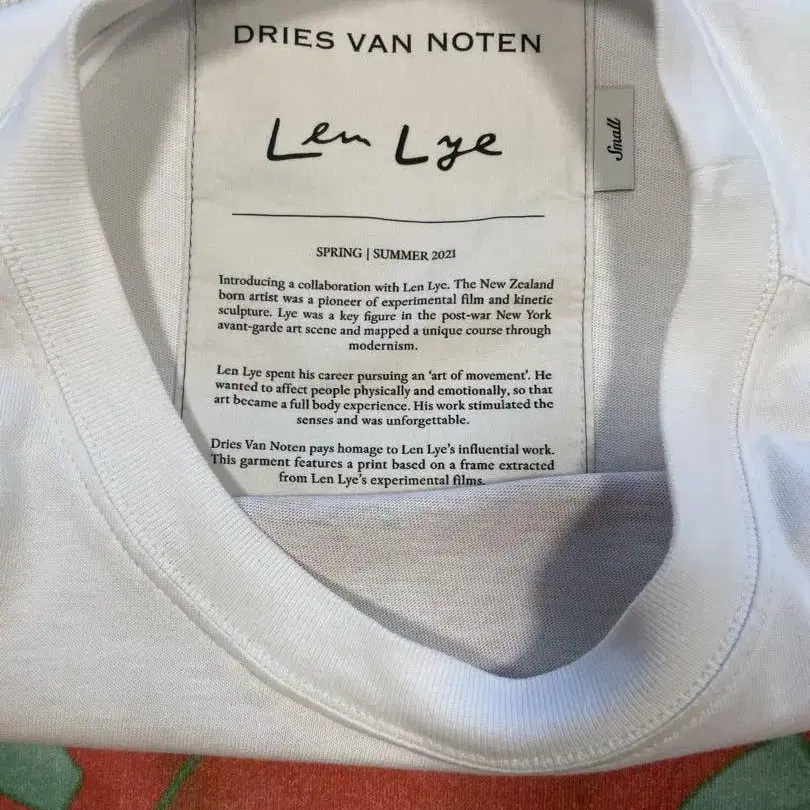 DRIES VAN NOTEN
Len Lye
Small
SPRING | SUMMER 2021
Introducing a collaboration with Len Lye. The New Zealand
born artist was a pioneer of experimental film and kinetic
sculpture. Lye was a key figure in the post-war New York
avant-garde art scene and mapped a unique course through
modernism.
Len Lye spent his career pursuing an 'art of movement'. He
wanted to affect people physically and emotionally, so that
art became a full body experience. His work stimulated the
senses and was unforgettable.
Dries Van Noten pays homage to Len Lye's influential work.
This garment features a print based on a frame extracted
from Len Lye's experimental films.